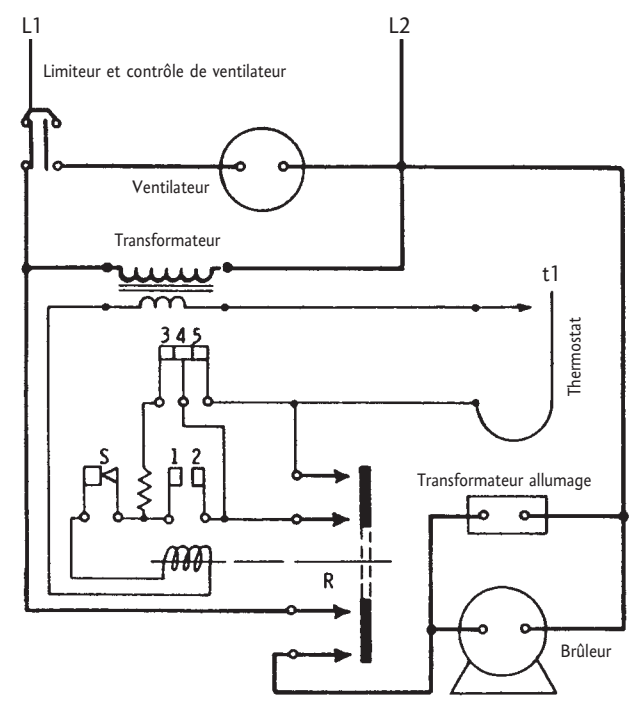 L1
L2
Limiteur et contrôle de ventilateur
Ventilateur
Transformateur
t1
Thermostat
3 4 5
S
1 2
Transformateur allumage
R
Brûleur